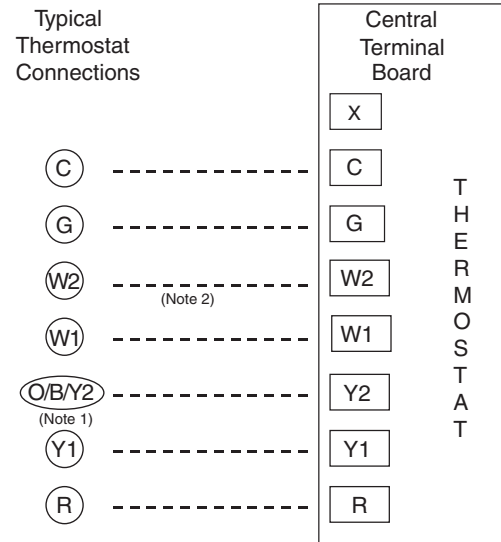 Typical
Thermostat
Connections
Central
Terminal
Board
X
C
C
G
G
W2
(Note 2)
W2
W1
W1
O/B/Y2
(Note 1)
Y2
Y1
Y1
R
R
THERMOSTAT